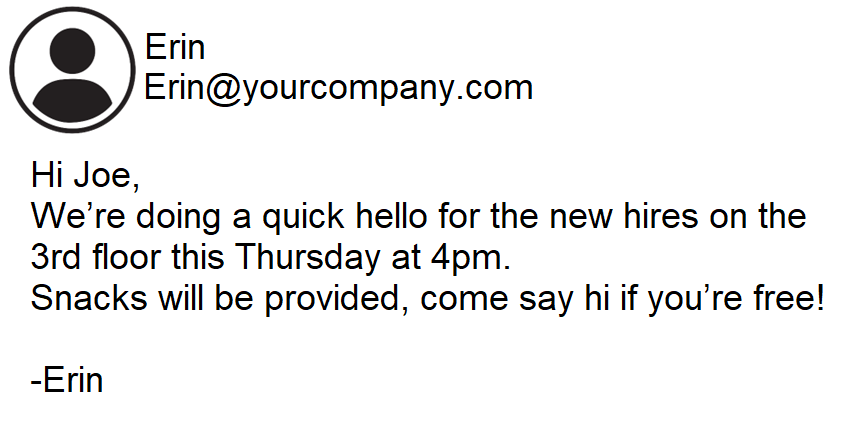 Erin
Erin@yourcompany.com
Hi Joe,
We’re doing a quick hello for the new hires on the
3rd floor this Thursday at 4pm.
Snacks will be provided, come say hi if you’re free!
-Erin